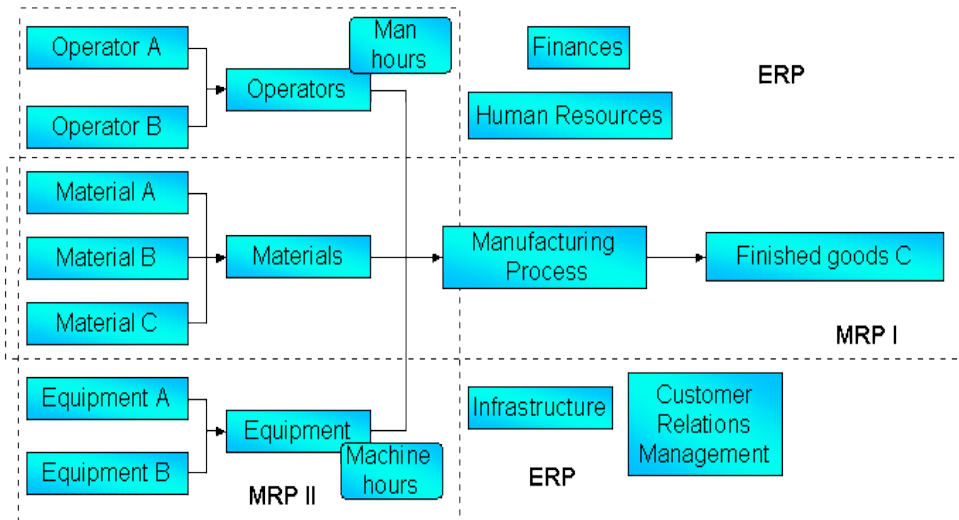 Operator A
Operator B
Operators
Man
hours
Finances
Human Resources
ERP
Material A
Material B
Material C
Materials
Manufacturing
Process
Finished goods C
MRP I
Equipment A
Equipment B
Equipment
Machine
hours
MRP II
Infrastructure
Customer
Relations
Management
ERP